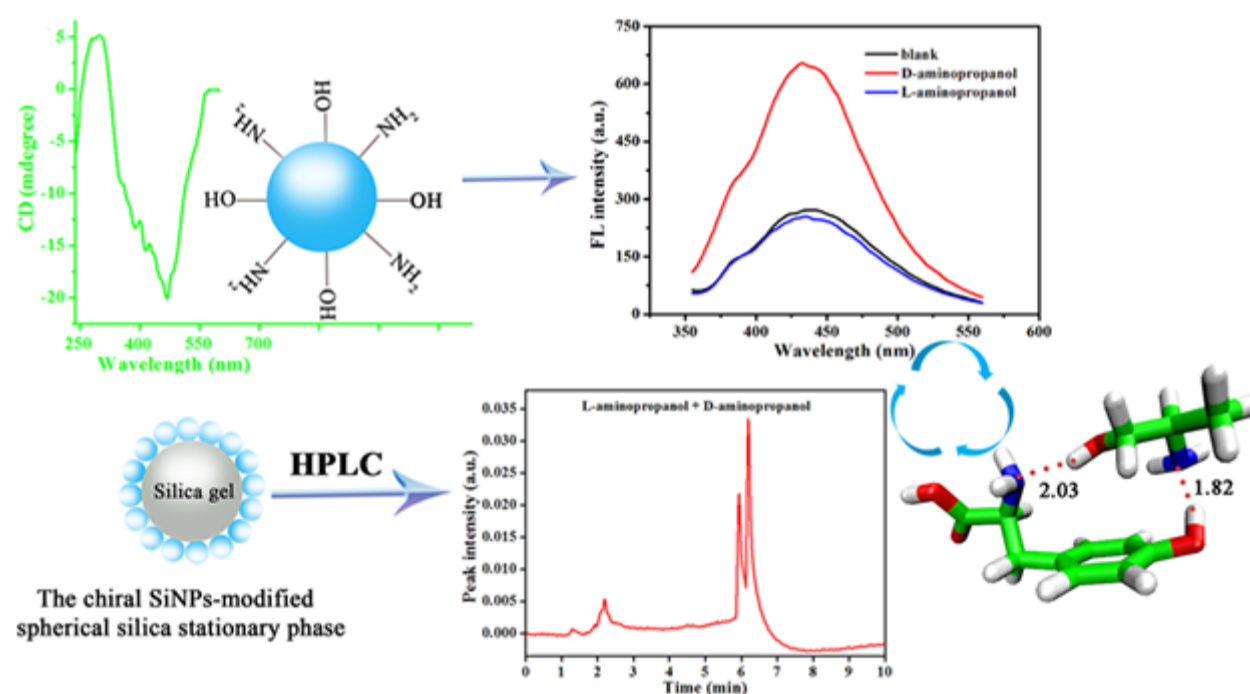 5
0
-5
-10
-15
-20
CD (mdegree)
250 400 550 700
Wavelength (nm)
OH
H₂N
NH₂
HO
OH
H₂N
NH₂
HO
750
600
450
300
150
0
FL intensity (a.u.)
blank
D-aminopropanol
L-aminopropanol
350 400 450 500 550 600
Wavelength (nm)
Silica gel
HPLC
The chiral SiNPs-modified
spherical silica stationary phase
L-aminopropanol + D-aminopropanol
0.035
0.030
0.025
0.020
0.015
0.010
0.005
0.000
Peak intensity (a.u.)
0 1 2 3 4 5 6 7 8 9 10
Time (min)
2.03
1.82